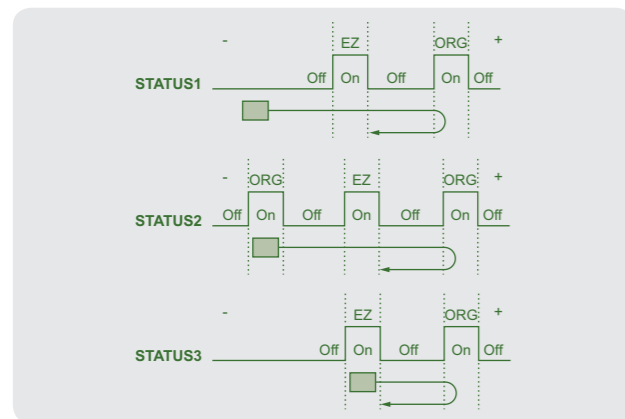 - EZ ORG +
STATUS1 Off On Off On Off
- ORG EZ ORG +
STATUS2 Off On Off On Off On Off
- EZ ORG +
STATUS3 Off On Off On Off